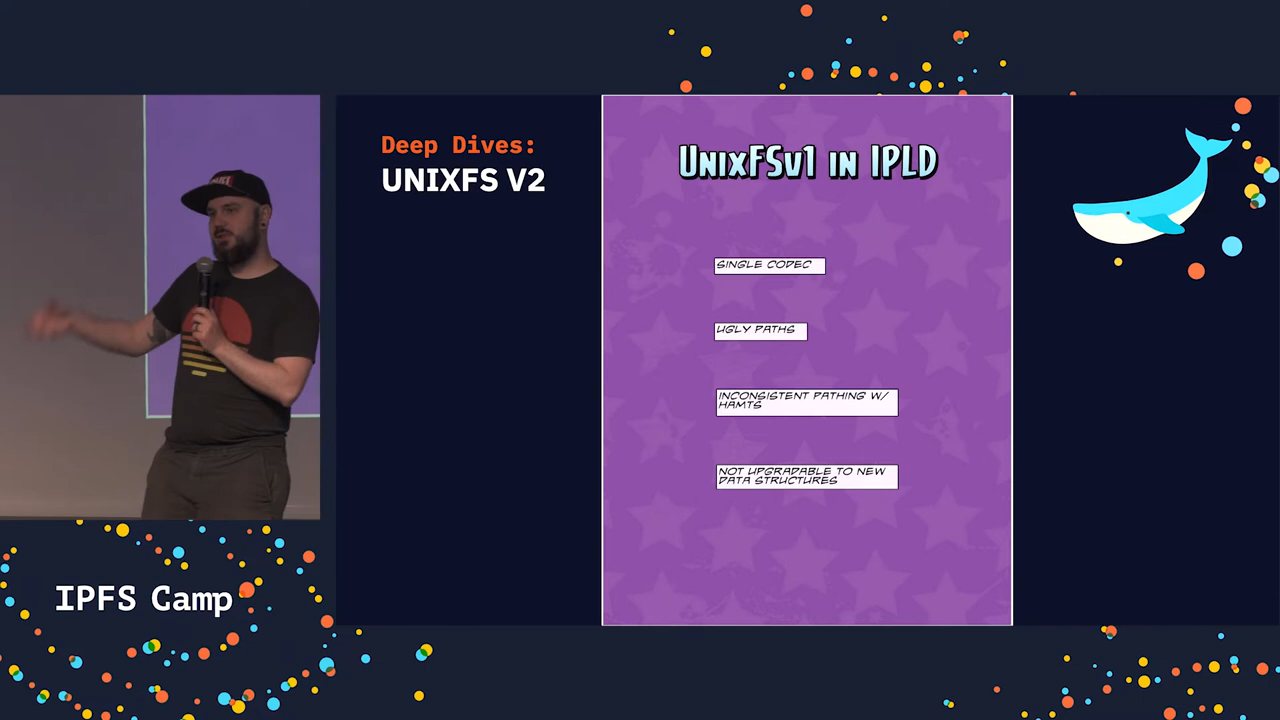 Deep Dives:
UNIXFS V2
UnixFSv1 in IPLD
SINGLE CODEC
UGLY PATHS
INCONSISTENT PATHING W/
HAMTS
NOT UPGRADABLE TO NEW
DATA STRUCTURES
IPFS Camp